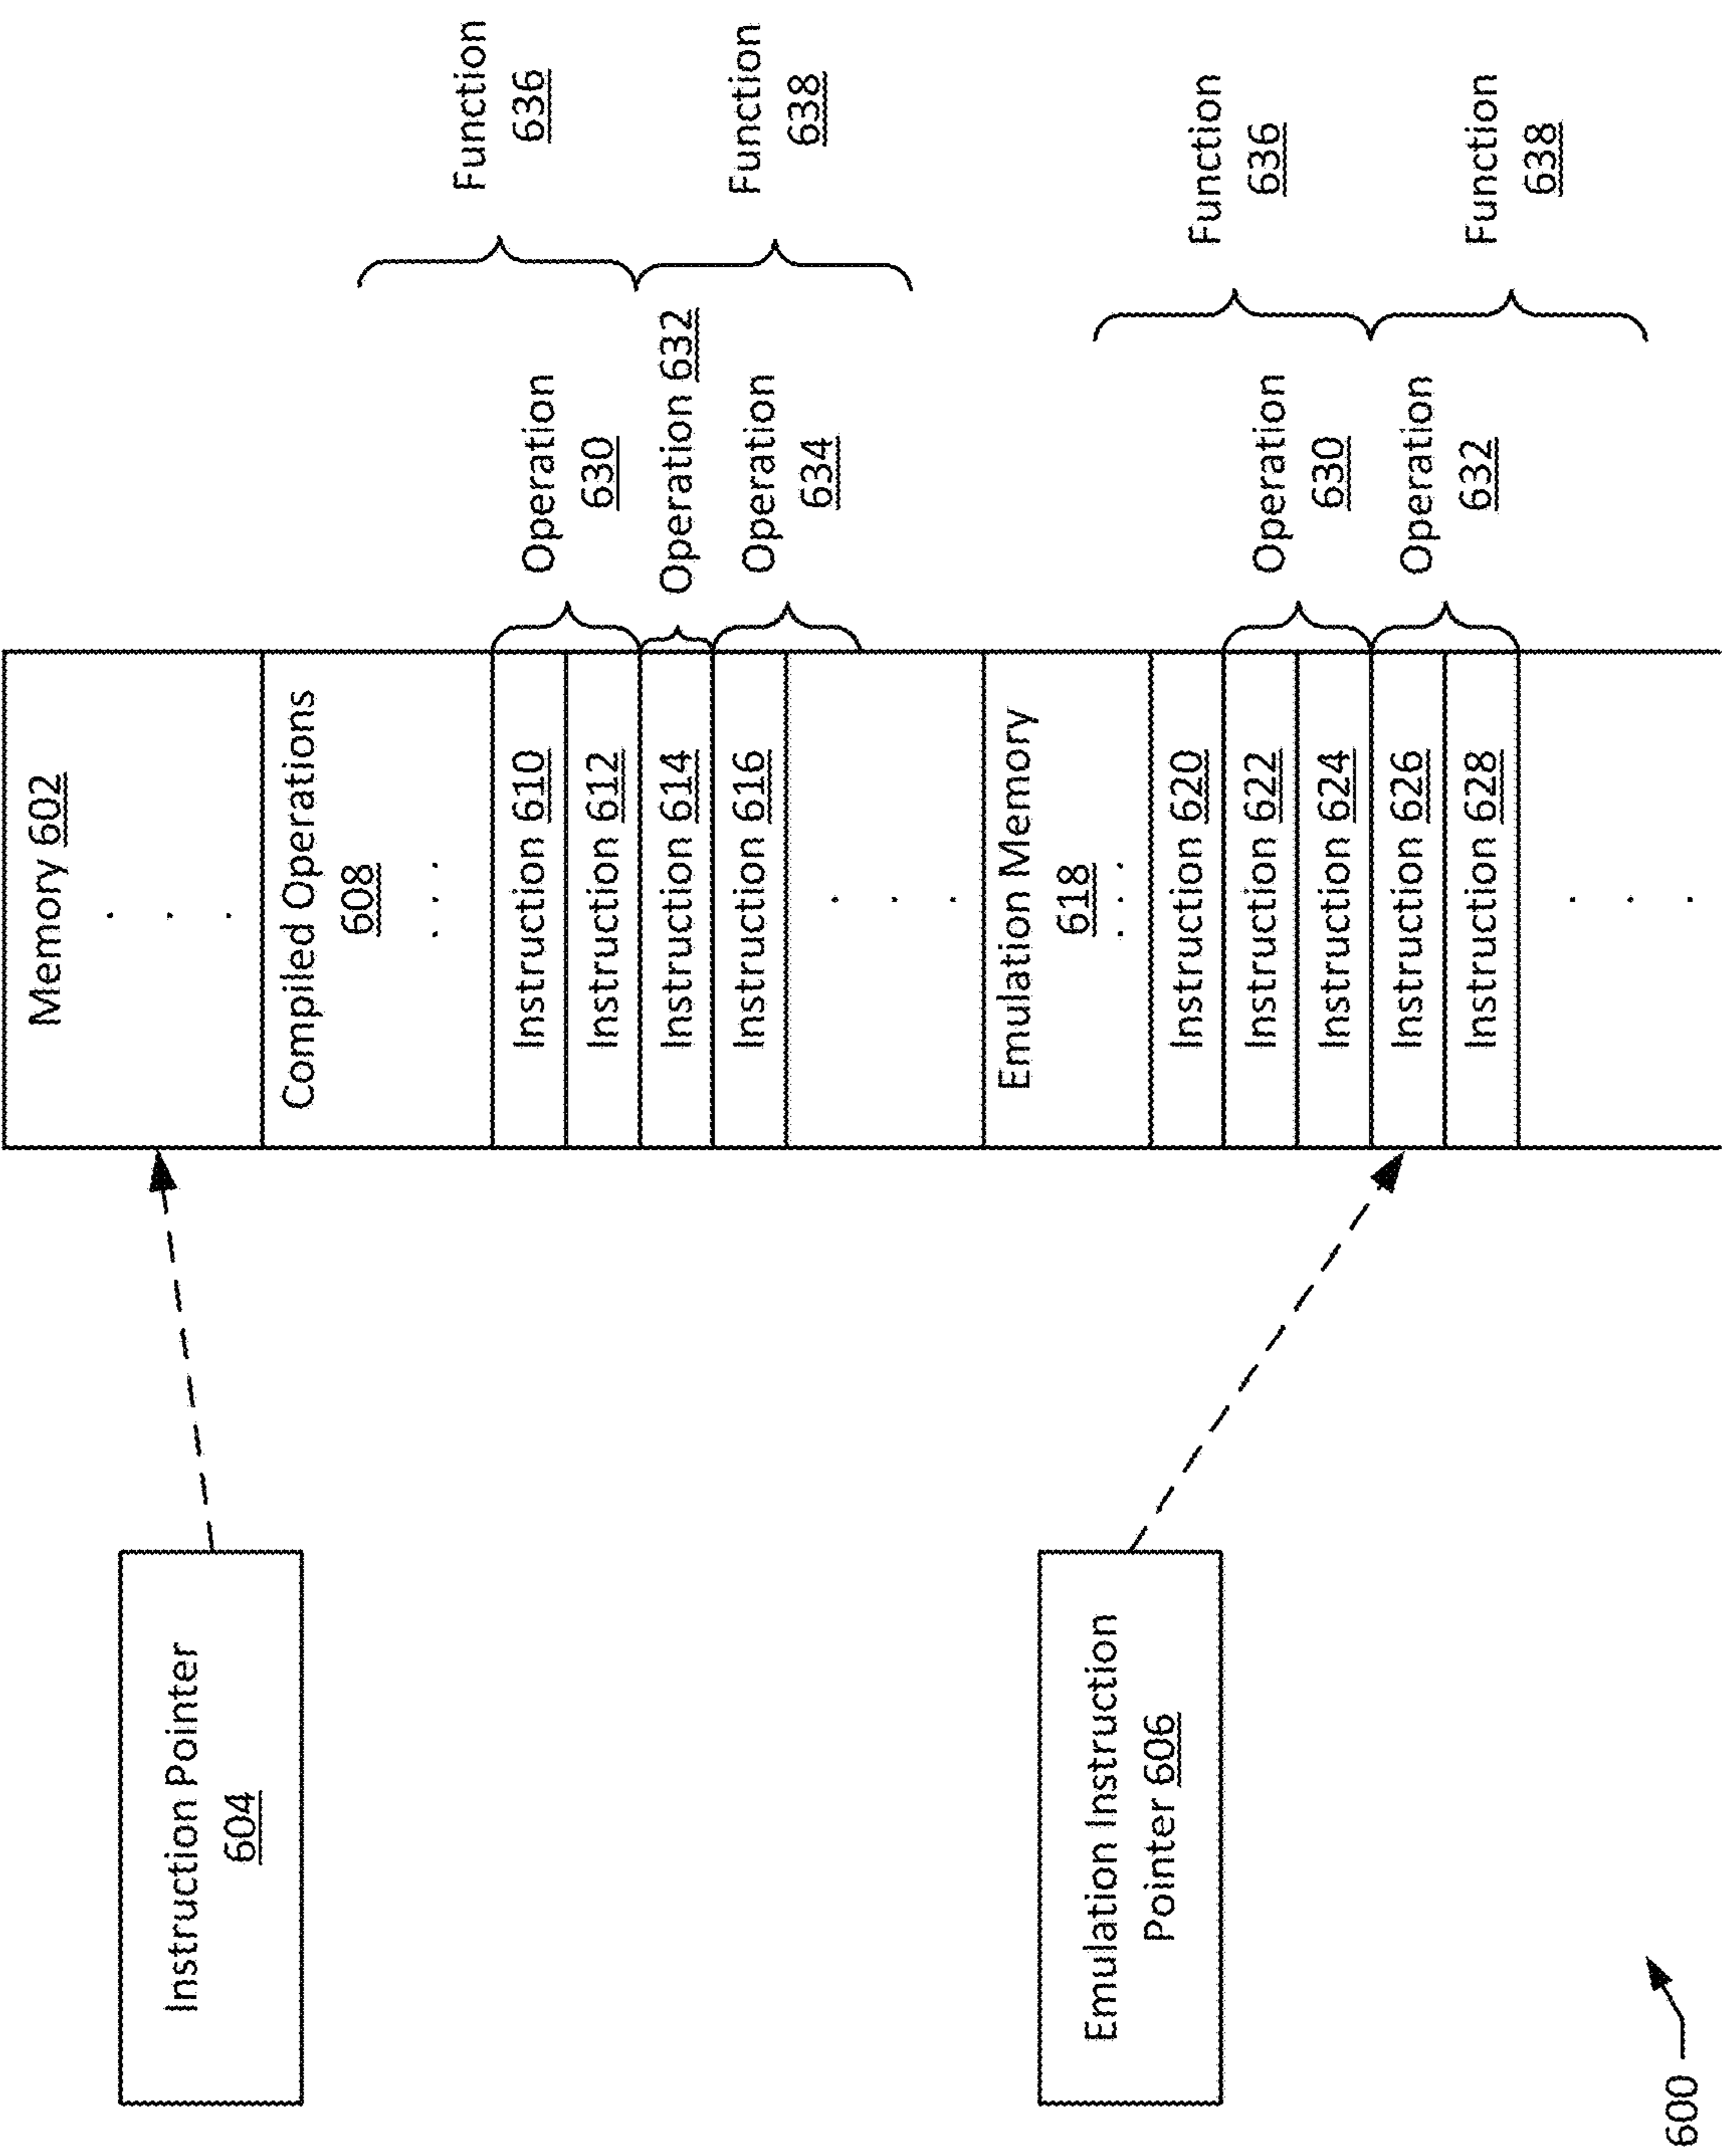 Memory 602
.
.
.
Instruction Pointer
604
Compiled Operations
608
. . .
Instruction 610
Instruction 612
Instruction 614
Instruction 616
.
.
.
Operation
630
Operation 632
Operation
634
Function
636
Function
638
Emulation Instruction
Pointer 606
Emulation Memory
618
. . .
Instruction 620
Instruction 622
Instruction 624
Instruction 626
Instruction 628
.
.
.
Operation
630
Operation
632
Function
636
Function
638
600